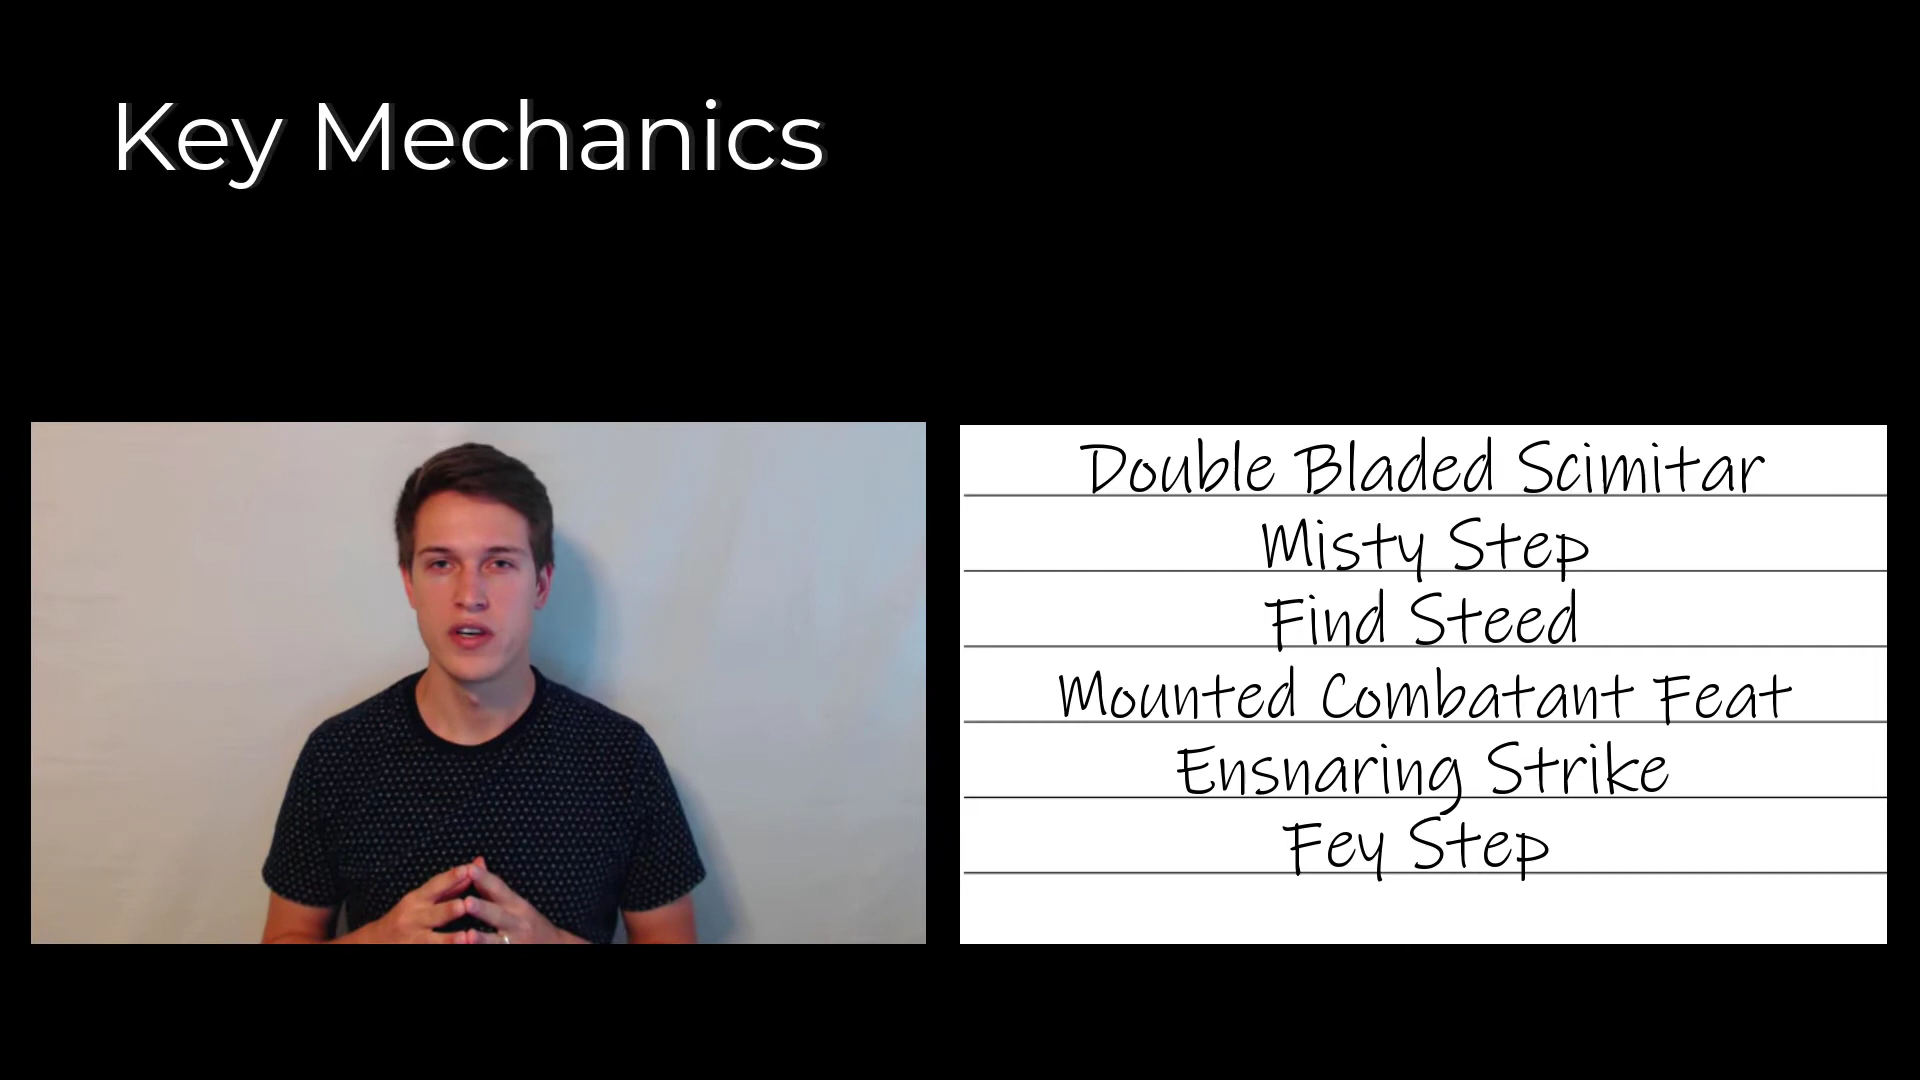 Key Mechanics
Double Bladed Scimitar
Misty Step
Find Steed
Mounted Combatant Feat
Ensnaring Strike
Fey Step